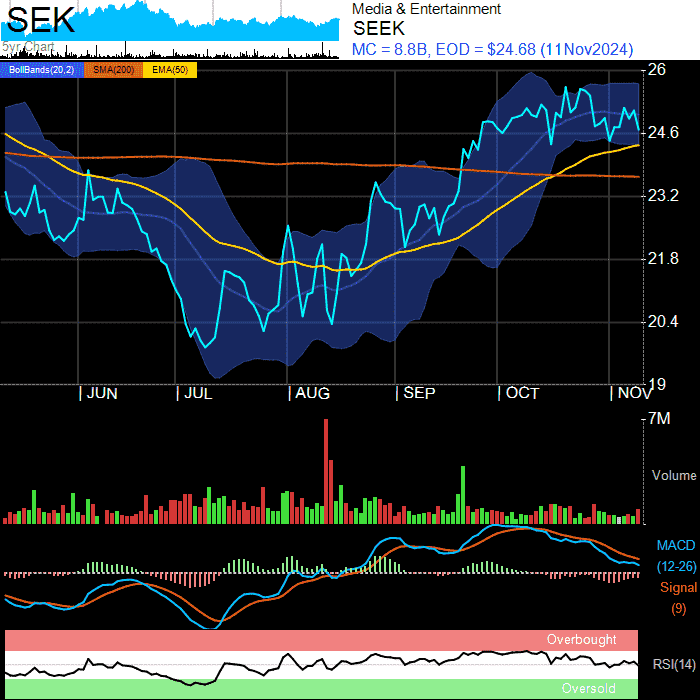 SEK
5yr Chart
Media & Entertainment
SEEK
MC = 8.8B, EOD = $24.68 (11Nov2024)
BollBands(20,2) SMA(200) EMA(50)
26
24.6
23.2
21.8
20.4
19
| JUN | JUL | AUG | SEP | OCT | NOV
7M
Volume
MACD
(12-26)
Signal
(9)
Overbought
RSI(14)
Oversold